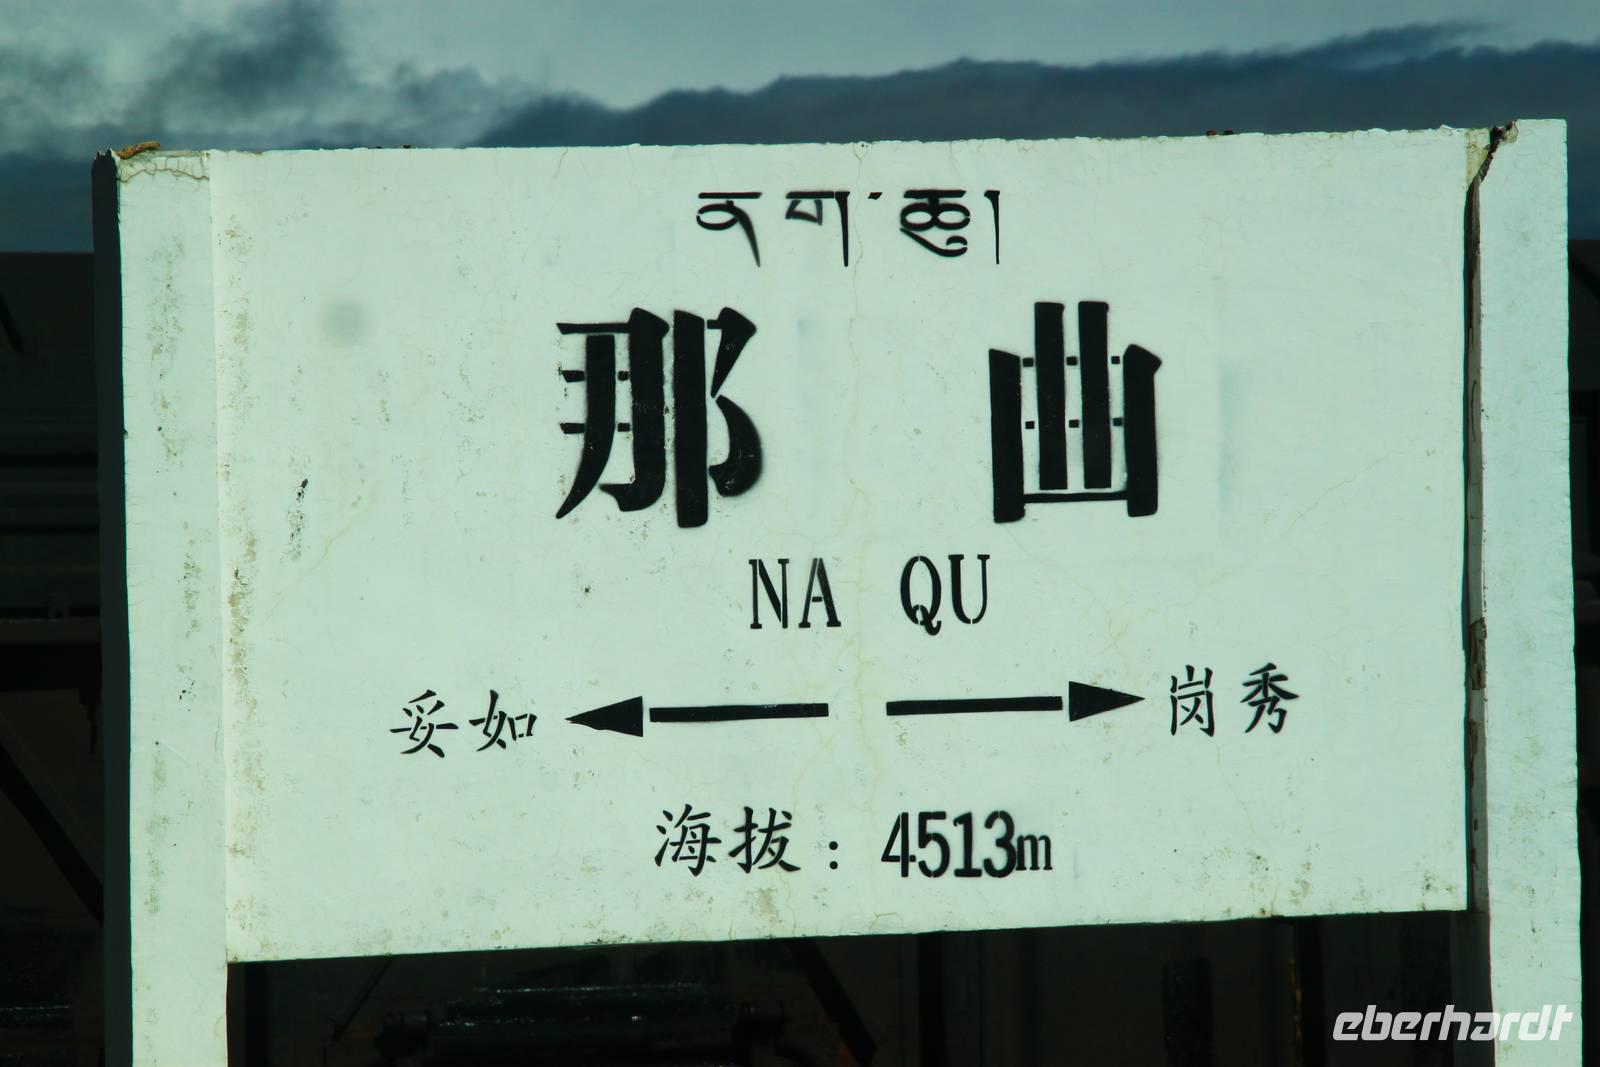 ནག་ཆུ།
那曲
NA QU
妥如 岗秀
海拔：4513m
eberhardt